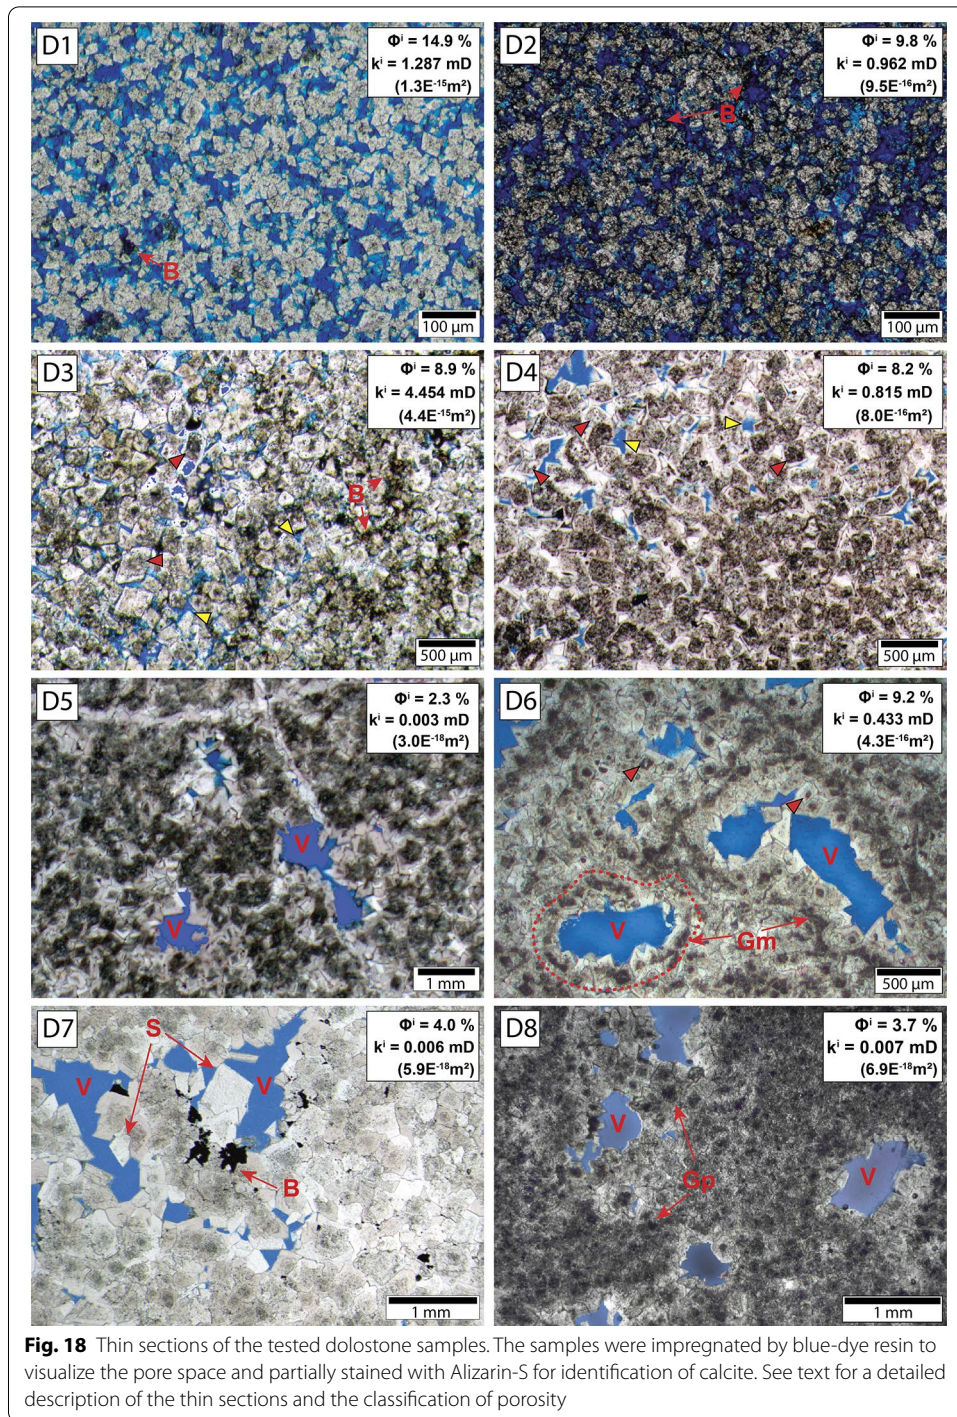 D1
Φⁱ = 14.9 %
kⁱ = 1.287 mD
(1.3E⁻¹⁵m²)
B
100 µm
D2
Φⁱ = 9.8 %
kⁱ = 0.962 mD
(9.5E⁻¹⁶m²)
B
100 µm
D3
Φⁱ = 8.9 %
kⁱ = 4.454 mD
(4.4E⁻¹⁵m²)
B
500 µm
D4
Φⁱ = 8.2 %
kⁱ = 0.815 mD
(8.0E⁻¹⁶m²)
500 µm
D5
Φⁱ = 2.3 %
kⁱ = 0.003 mD
(3.0E⁻¹⁸m²)
V
V
1 mm
D6
Φⁱ = 9.2 %
kⁱ = 0.433 mD
(4.3E⁻¹⁶m²)
V
V
Gm
500 µm
D7
Φⁱ = 4.0 %
kⁱ = 0.006 mD
(5.9E⁻¹⁸m²)
S
V
V
B
1 mm
D8
Φⁱ = 3.7 %
kⁱ = 0.007 mD
(6.9E⁻¹⁸m²)
V
V
Gp
1 mm
Fig. 18 Thin sections of the tested dolostone samples. The samples were impregnated by blue-dye resin to
visualize the pore space and partially stained with Alizarin-S for identification of calcite. See text for a detailed
description of the thin sections and the classification of porosity